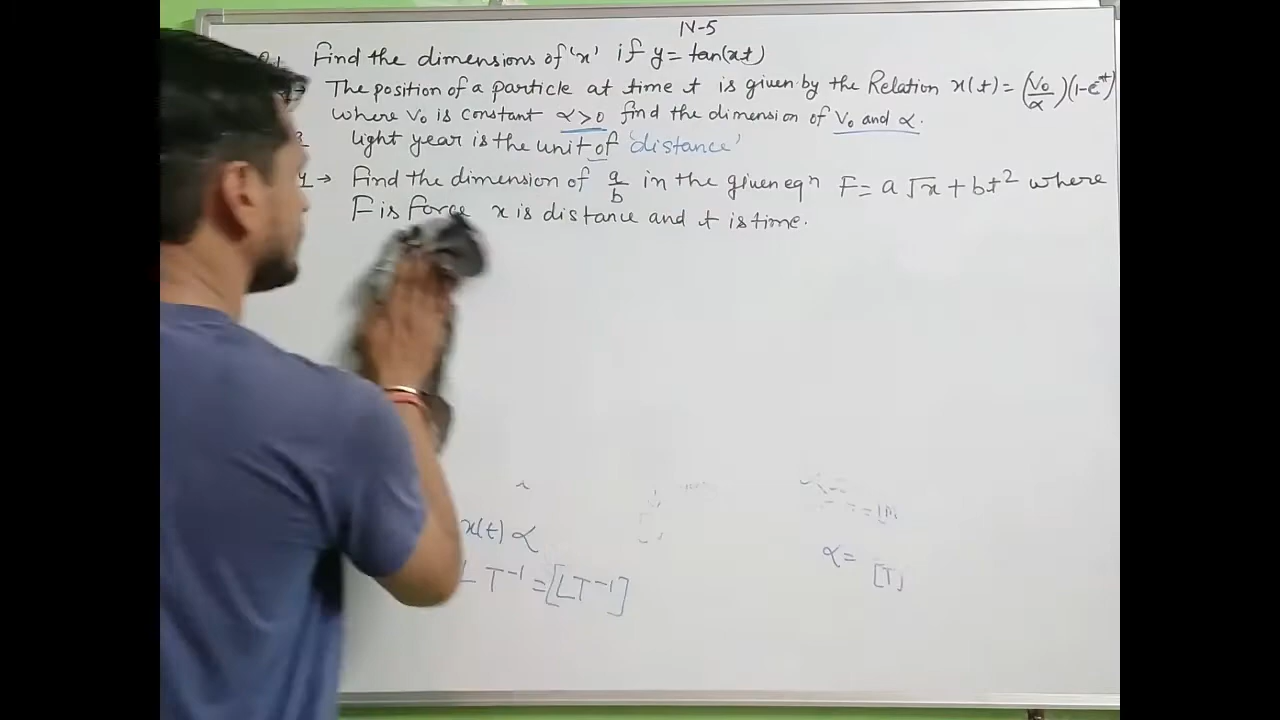 N-5
Find the dimensions of 'x' if y = tan(xt)
→ The position of a particle at time t is given by the Relation x(t) = (V₀/α)(1-e^-αt)
where V₀ is constant α>0 find the dimension of V₀ and α.
light year is the unit of 'distance'
→ Find the dimension of a/b in the given eqn F = a√x + bt² where
F is force x is distance and t is time.
x(t) α
L T⁻¹ = [LT⁻¹]
α = [T]